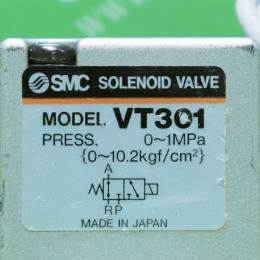 SMC SOLENOID VALVE
MODEL VT301
PRESS. 0~1MPa
{0~10.2kgf/cm²}
A
R P
MADE IN JAPAN